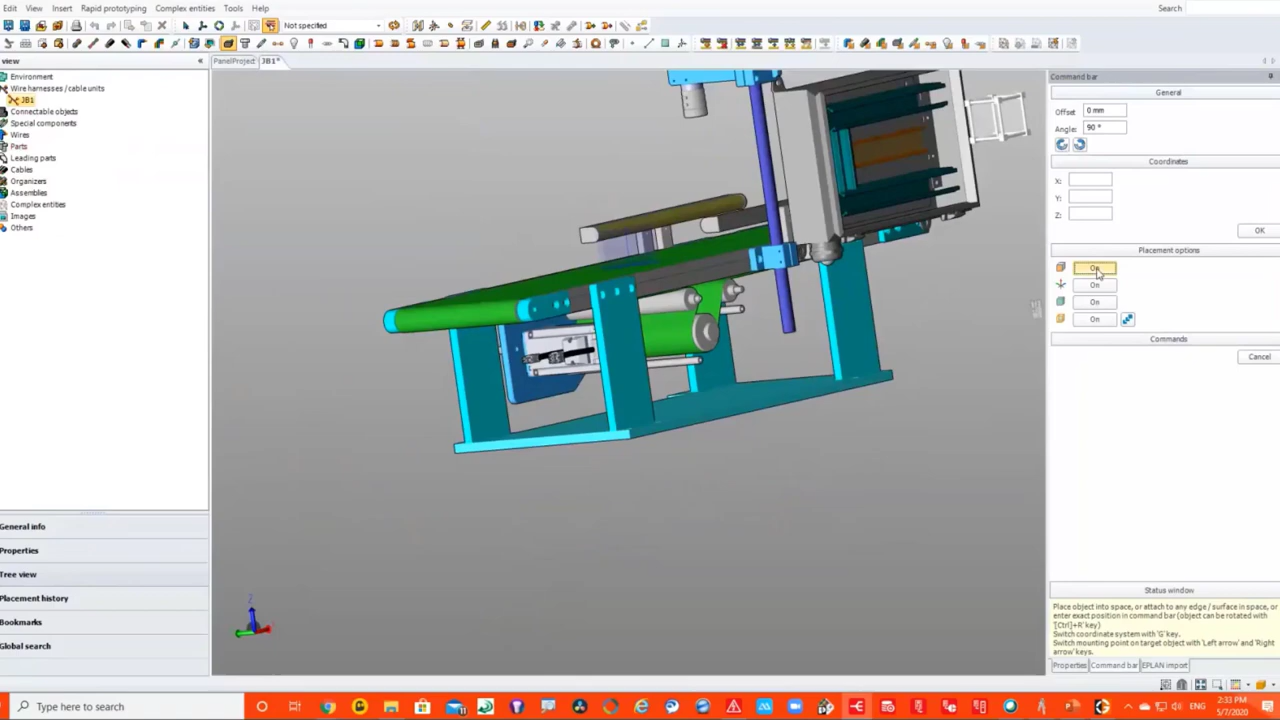 Edit View Insert Rapid prototyping Complex entities Tools Help Search
Not specified
view
PanelProject JB1*
Command bar
Environment
Wire harnesses / cable units
JB1
Connectable objects
Special components
Wires
Parts
Leading parts
Cables
Organizers
Assemblies
Complex entities
Images
Others
General info
Properties
Tree view
Placement history
Bookmarks
Global search
General
Offset 0 mm
Angle: 90 °
Coordinates
X:
Y:
Z:
OK
Placement options
On
On
On
On
Commands
Cancel
Status window
Place object into space, or attach to any edge / surface in space, or
enter exact position in command bar (object can be rotated with
'[Ctrl]+R' key)
Switch coordinate system with 'G' key.
Switch mounting point on target object with 'Left arrow' and 'Right
arrow' keys.
Properties Command bar EPLAN import
Z
Type here to search
ENG
2:33 PM
5/7/2020